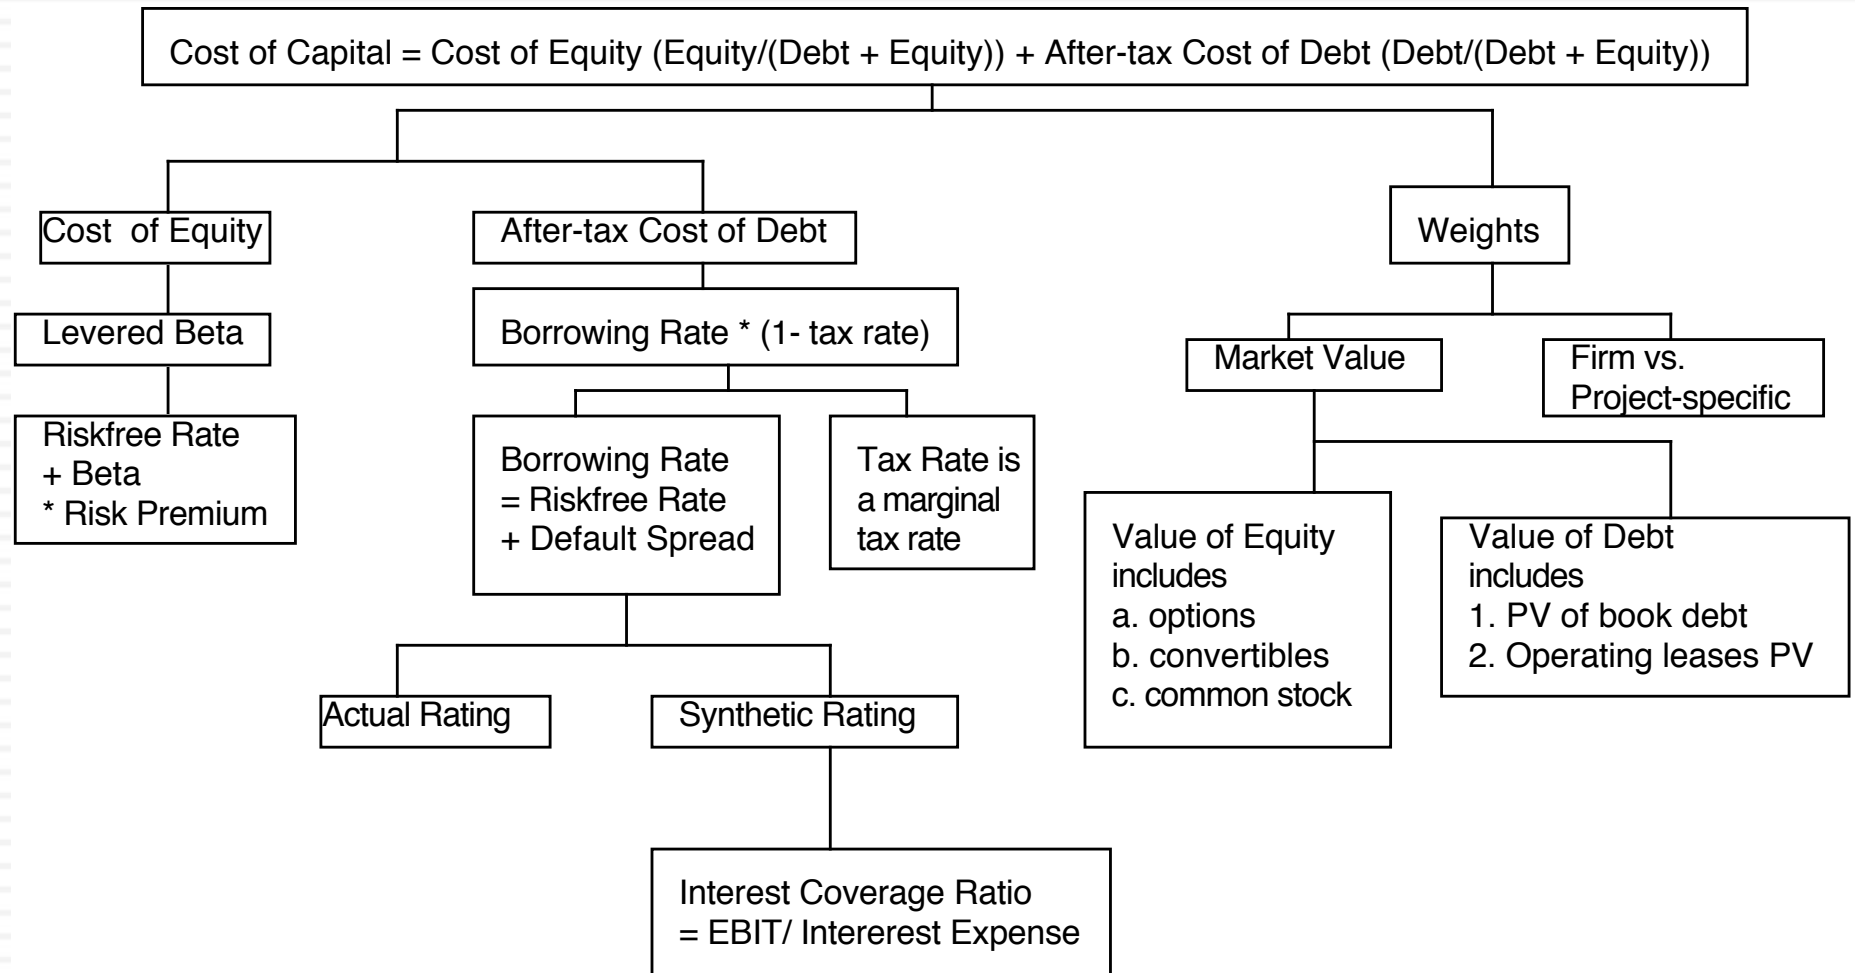 Cost of Capital = Cost of Equity (Equity/(Debt + Equity)) + After-tax Cost of Debt (Debt/(Debt + Equity))
Cost  of Equity
After-tax Cost of Debt
Weights
Levered Beta
Borrowing Rate * (1- tax rate)
Market Value
Firm vs.
Project-specific
Riskfree Rate
+ Beta
* Risk Premium
Borrowing Rate
= Riskfree Rate
+ Default Spread
Tax Rate is
a marginal
tax rate
Value of Equity
includes
a. options
b. convertibles
c. common stock
Value of Debt
includes
1. PV of book debt
2. Operating leases PV
Actual Rating
Synthetic Rating
Interest Coverage Ratio
= EBIT/ Intererest Expense